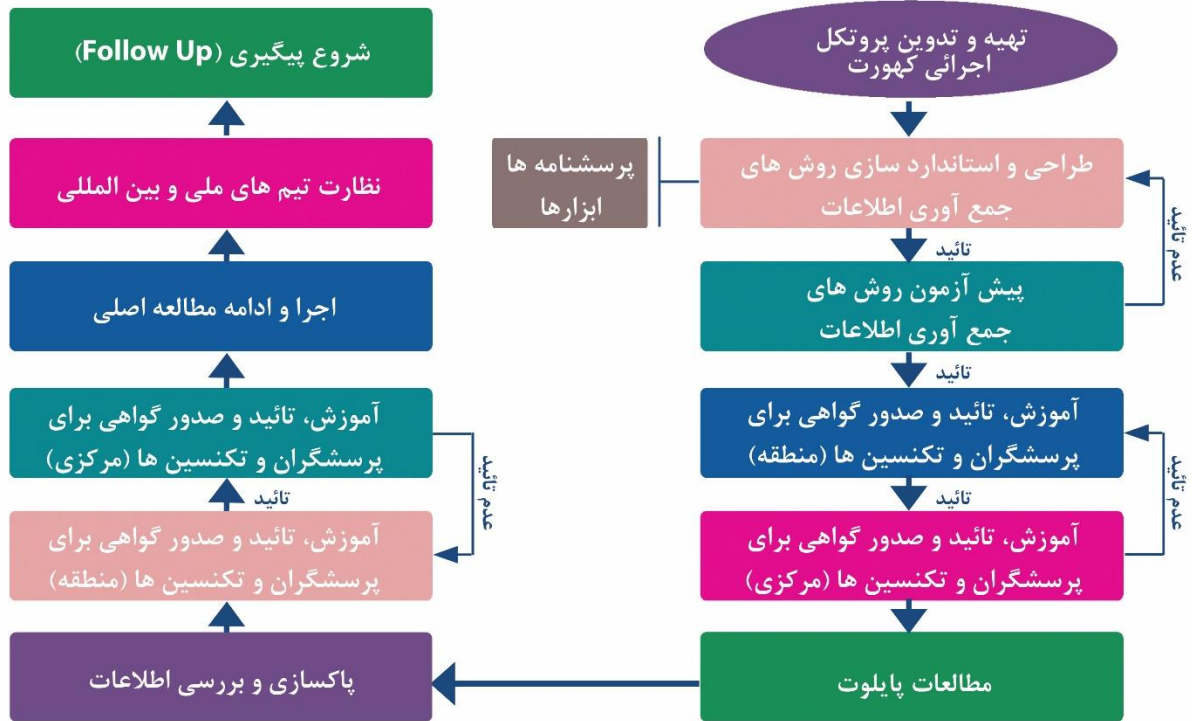 تهیه و تدوین پروتکل
اجرائی کهورت
طراحی و استاندارد سازی روش های
جمع آوری اطلاعات
پرسشنامه ها
ابزارها
تائید
عدم تائید
پیش آزمون روش های
جمع آوری اطلاعات
تائید
آموزش، تائید و صدور گواهی برای
پرسشگران و تکنسین ها (منطقه)
تائید
عدم تائید
آموزش، تائید و صدور گواهی برای
پرسشگران و تکنسین ها (مرکزی)
مطالعات پایلوت
پاکسازی و بررسی اطلاعات
آموزش، تائید و صدور گواهی برای
پرسشگران و تکنسین ها (منطقه)
تائید
عدم تائید
آموزش، تائید و صدور گواهی برای
پرسشگران و تکنسین ها (مرکزی)
اجرا و ادامه مطالعه اصلی
نظارت تیم های ملی و بین المللی
شروع پیگیری (Follow Up)